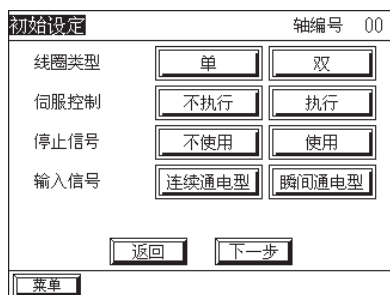 初始设定 轴编号 00
线圈类型 单 双
伺服控制 不执行 执行
停止信号 不使用 使用
输入信号 连续通电型 瞬间通电型
返回 下一步
菜单